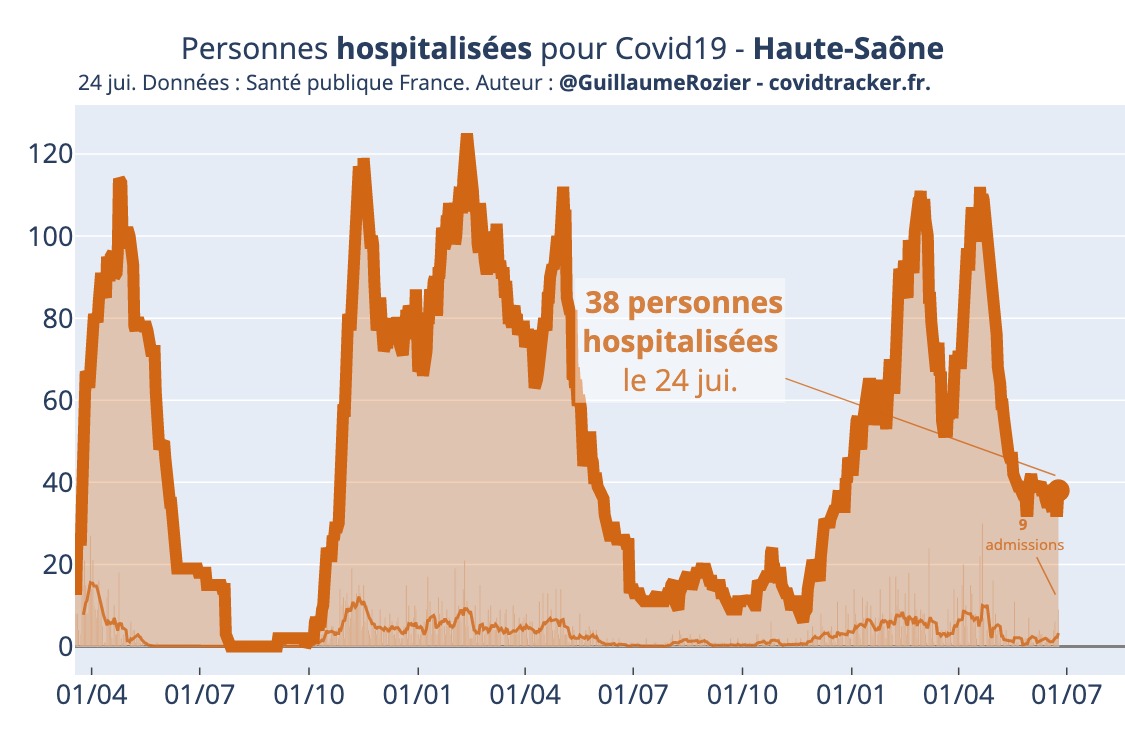 Personnes hospitalisées pour Covid19 - Haute-Saône
24 jui. Données : Santé publique France. Auteur : @GuillaumeRozier - covidtracker.fr.
120
100
80
60
40
20
0
38 personnes
hospitalisées
le 24 jui.
9
admissions
01/04 01/07 01/10 01/01 01/04 01/07 01/10 01/01 01/04 01/07